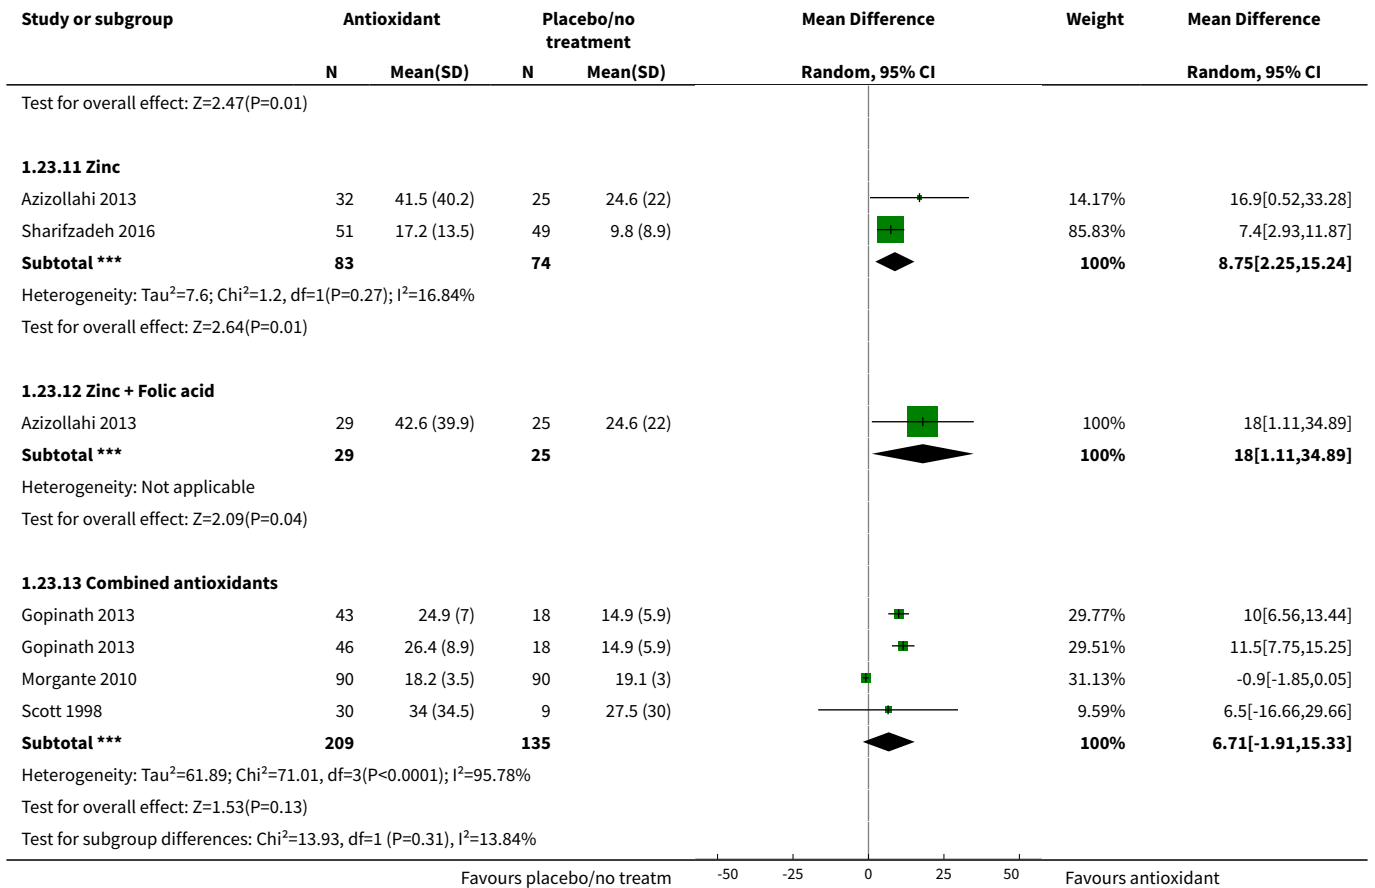 Study or subgroup Antioxidant Placebo/no treatment Mean Difference Weight Mean Difference
N Mean(SD) N Mean(SD) Random, 95% CI Random, 95% CI
Test for overall effect: Z=2.47(P=0.01)
1.23.11 Zinc
Azizollahi 2013 32 41.5 (40.2) 25 24.6 (22) 14.17% 16.9[0.52,33.28]
Sharifzadeh 2016 51 17.2 (13.5) 49 9.8 (8.9) 85.83% 7.4[2.93,11.87]
Subtotal *** 83 74 100% 8.75[2.25,15.24]
Heterogeneity: Tau²=7.6; Chi²=1.2, df=1(P=0.27); I²=16.84%
Test for overall effect: Z=2.64(P=0.01)
1.23.12 Zinc + Folic acid
Azizollahi 2013 29 42.6 (39.9) 25 24.6 (22) 100% 18[1.11,34.89]
Subtotal *** 29 25 100% 18[1.11,34.89]
Heterogeneity: Not applicable
Test for overall effect: Z=2.09(P=0.04)
1.23.13 Combined antioxidants
Gopinath 2013 43 24.9 (7) 18 14.9 (5.9) 29.77% 10[6.56,13.44]
Gopinath 2013 46 26.4 (8.9) 18 14.9 (5.9) 29.51% 11.5[7.75,15.25]
Morgante 2010 90 18.2 (3.5) 90 19.1 (3) 31.13% -0.9[-1.85,0.05]
Scott 1998 30 34 (34.5) 9 27.5 (30) 9.59% 6.5[-16.66,29.66]
Subtotal *** 209 135 100% 6.71[-1.91,15.33]
Heterogeneity: Tau²=61.89; Chi²=71.01, df=3(P<0.0001); I²=95.78%
Test for overall effect: Z=1.53(P=0.13)
Test for subgroup differences: Chi²=13.93, df=1 (P=0.31), I²=13.84%
Favours placebo/no treatm -50 -25 0 25 50 Favours antioxidant